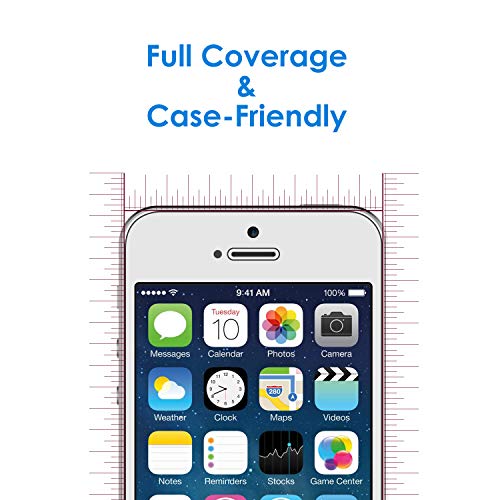 Full Coverage
&
Case-Friendly
9:41 AM 100%
Tuesday
10
Messages Calendar Photos Camera
280
Weather Clock Maps Videos
Notes Reminders Stocks Game Center